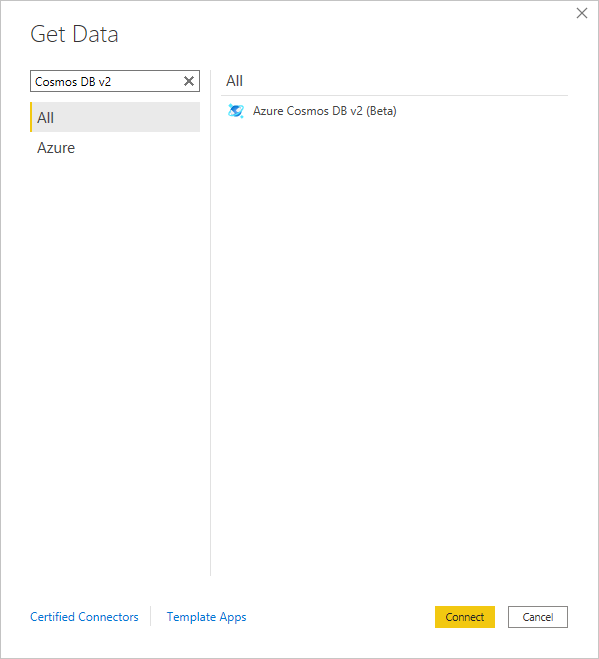 Get Data
Cosmos DB v2
All
Azure
All
Azure Cosmos DB v2 (Beta)
Certified Connectors
Template Apps
Connect
Cancel